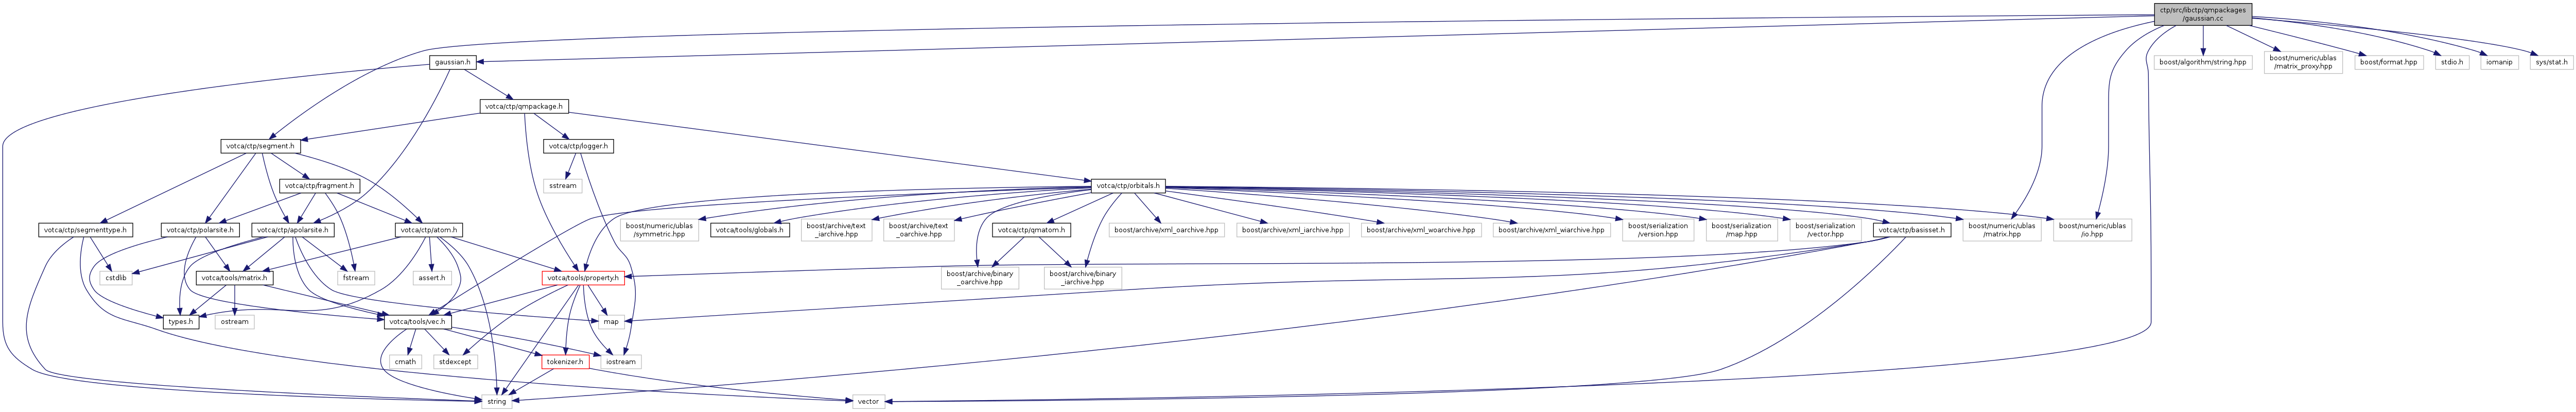 ctp/src/libctp/qmpackages
/gaussian.cc
gaussian.h
boost/algorithm/string.hpp
boost/numeric/ublas
/matrix_proxy.hpp
boost/format.hpp
stdio.h
iomanip
sys/stat.h
votca/ctp/qmpackage.h
votca/ctp/segment.h
votca/ctp/logger.h
votca/ctp/fragment.h
sstream
votca/ctp/orbitals.h
votca/ctp/segmenttype.h
votca/ctp/polarsite.h
votca/ctp/apolarsite.h
votca/ctp/atom.h
boost/numeric/ublas
/symmetric.hpp
votca/tools/globals.h
boost/archive/text
_iarchive.hpp
boost/archive/text
_oarchive.hpp
votca/ctp/qmatom.h
boost/archive/xml_oarchive.hpp
boost/archive/xml_iarchive.hpp
boost/archive/xml_woarchive.hpp
boost/archive/xml_wiarchive.hpp
boost/serialization
/version.hpp
boost/serialization
/map.hpp
boost/serialization
/vector.hpp
votca/ctp/basisset.h
boost/numeric/ublas
/matrix.hpp
boost/numeric/ublas
/io.hpp
cstdlib
votca/tools/matrix.h
fstream
assert.h
votca/tools/property.h
boost/archive/binary
_oarchive.hpp
boost/archive/binary
_iarchive.hpp
types.h
ostream
votca/tools/vec.h
map
cmath
stdexcept
tokenizer.h
iostream
string
vector